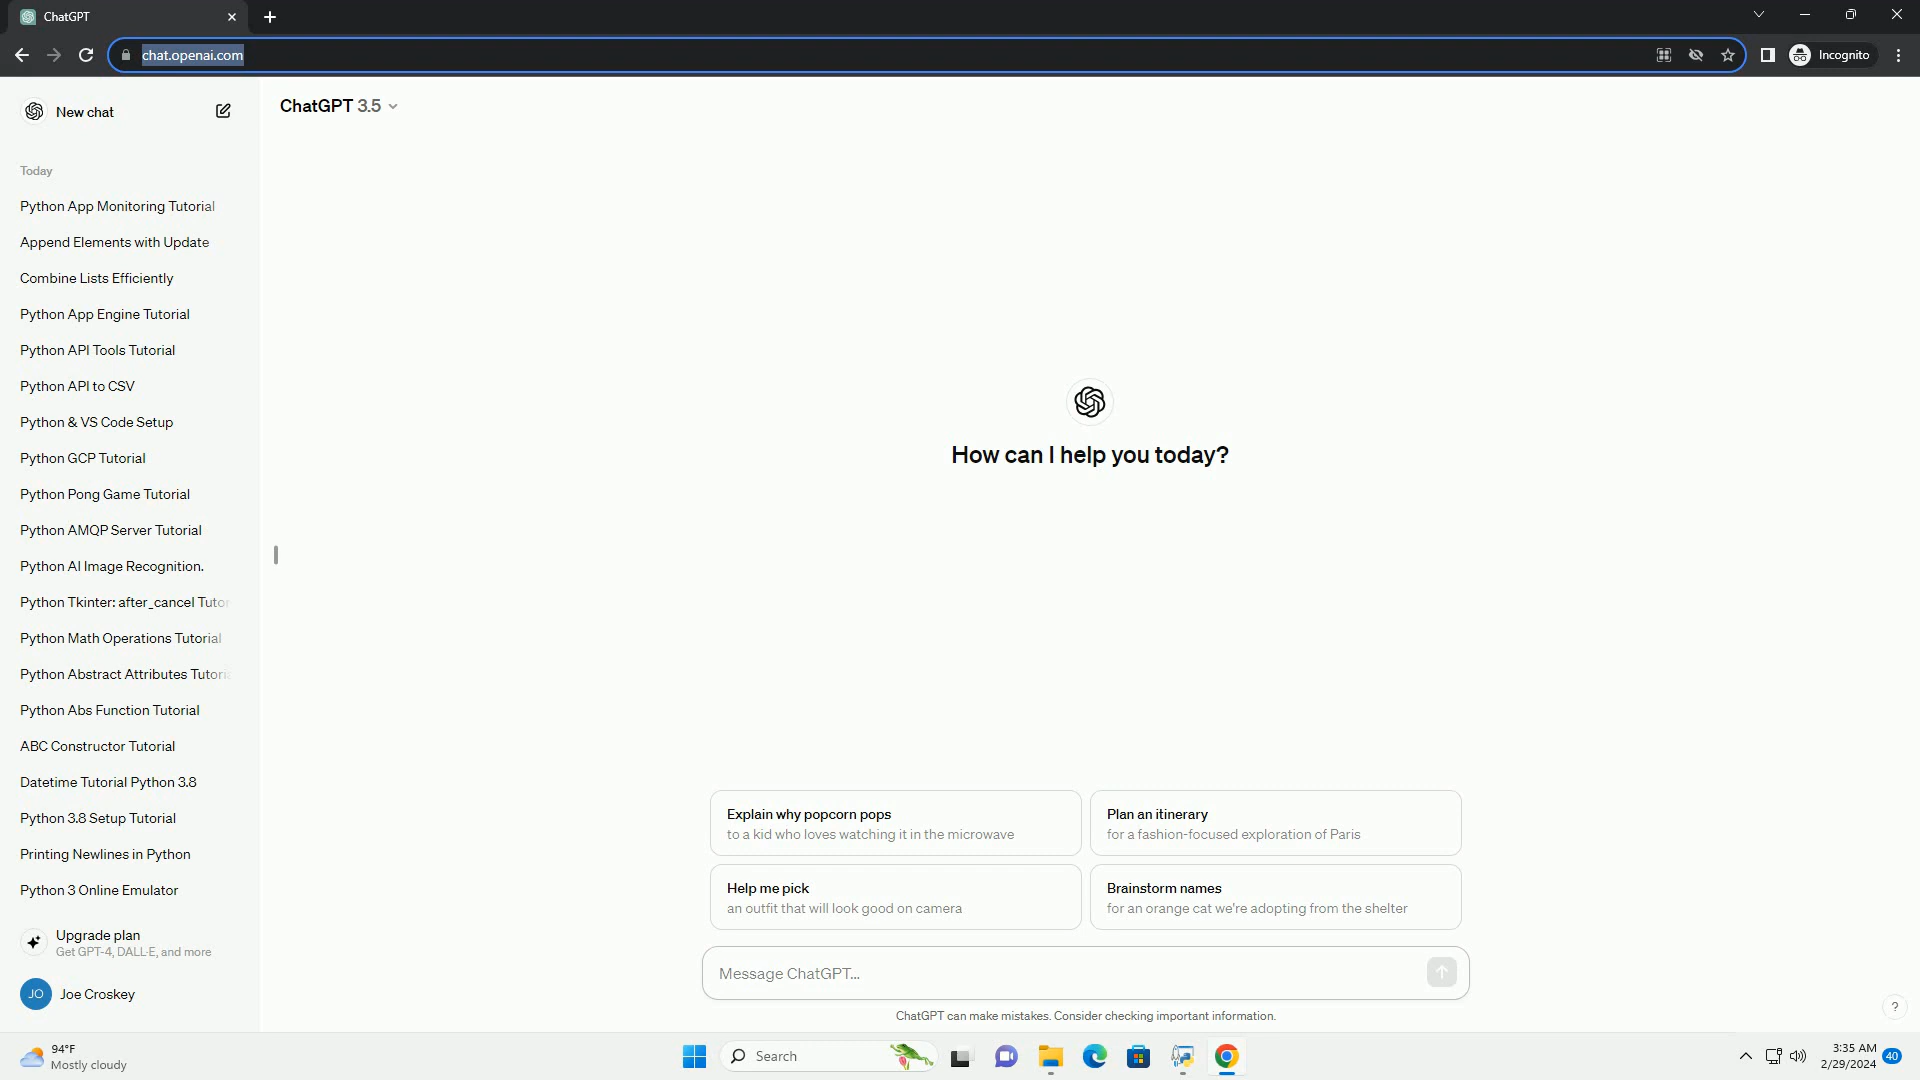 ChatGPT
chat.openai.com
Incognito
New chat
ChatGPT 3.5
Today
Python App Monitoring Tutorial
Append Elements with Update
Combine Lists Efficiently
Python App Engine Tutorial
Python API Tools Tutorial
Python API to CSV
Python & VS Code Setup
Python GCP Tutorial
Python Pong Game Tutorial
Python AMQP Server Tutorial
Python AI Image Recognition.
Python Tkinter: after_cancel Tutor
Python Math Operations Tutorial
Python Abstract Attributes Tutoria
Python Abs Function Tutorial
ABC Constructor Tutorial
Datetime Tutorial Python 3.8
Python 3.8 Setup Tutorial
Printing Newlines in Python
Python 3 Online Emulator
Upgrade plan
Get GPT-4, DALL·E, and more
JO Joe Croskey
How can I help you today?
Explain why popcorn pops
to a kid who loves watching it in the microwave
Plan an itinerary
for a fashion-focused exploration of Paris
Help me pick
an outfit that will look good on camera
Brainstorm names
for an orange cat we're adopting from the shelter
Message ChatGPT...
ChatGPT can make mistakes. Consider checking important information.
?
94°F
Mostly cloudy
Search
3:35 AM
2/29/2024
40